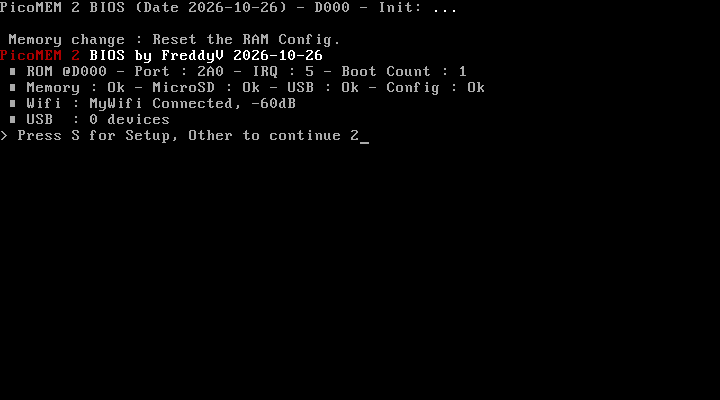 PicoMEM 2 BIOS (Date 2026-10-26) - D000 - Init: ...
Memory change : Reset the RAM Config.
PicoMEM 2 BIOS by FreddyV 2026-10-26
ROM @D000 - Port : 2A0 - IRQ : 5 - Boot Count : 1
Memory : Ok - MicroSD : Ok - USB : Ok - Config : Ok
Wifi : MyWifi Connected, -60dB
USB  : 0 devices
> Press S for Setup, Other to continue 2_